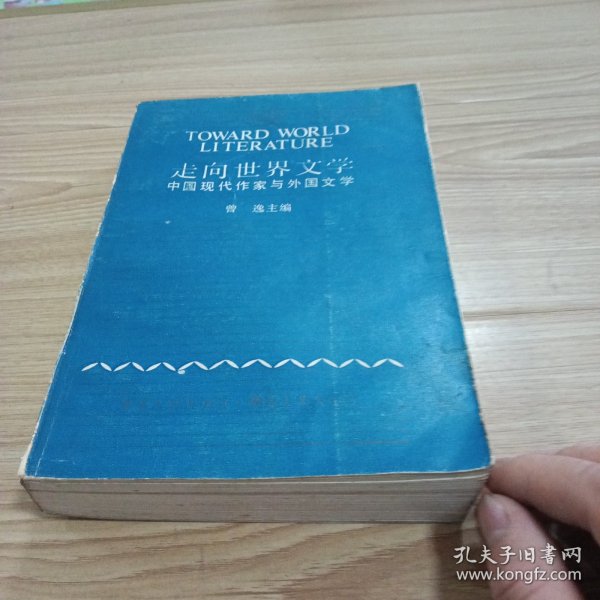 TOWARD WORLD
LITERATURE
走向世界文学
中国现代作家与外国文学
曾 逸主编
孔夫子旧书网
www.kongfz.com